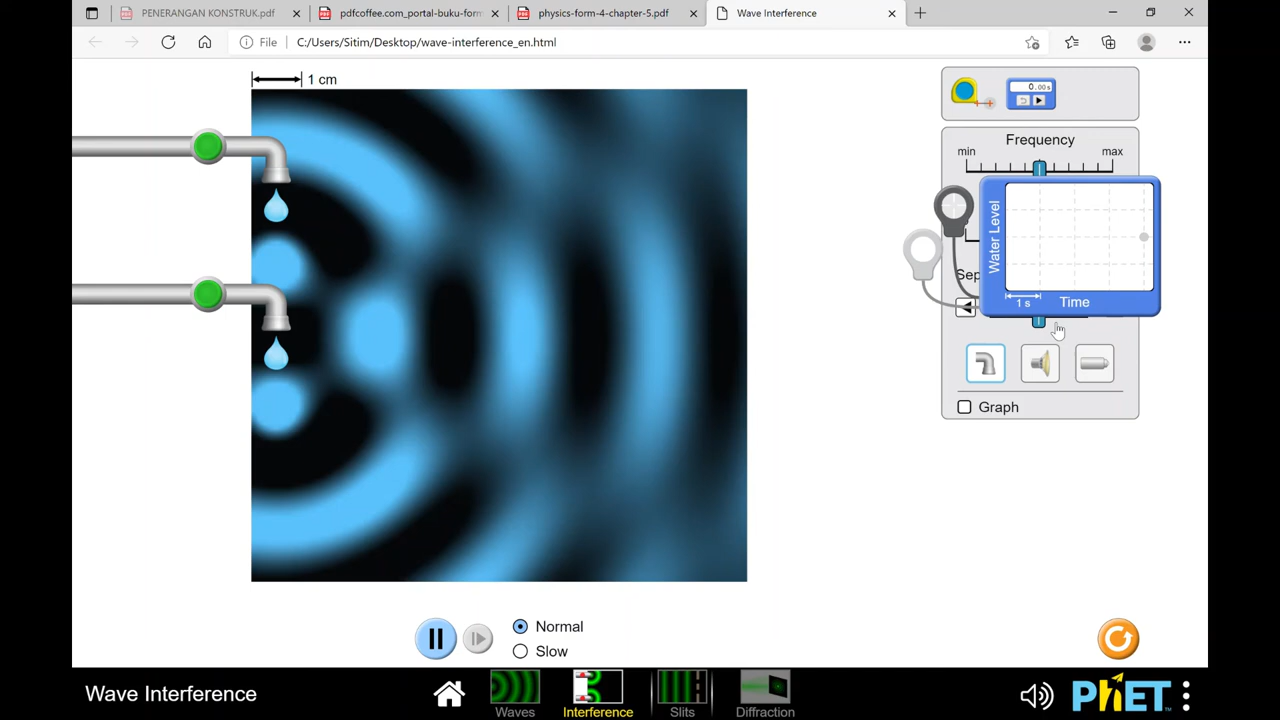 PENERANGAN KONSTRUK.pdf
pdfcoffee.com_portal-buku-form
physics-form-4-chapter-5.pdf
Wave Interference
File
C:/Users/Sitim/Desktop/wave-interference_en.html
1 cm
0.00s
Frequency
min
max
Water Level
1 s
Time
Sep
Graph
Normal
Slow
Wave Interference
Waves
Interference
Slits
Diffraction
PhET